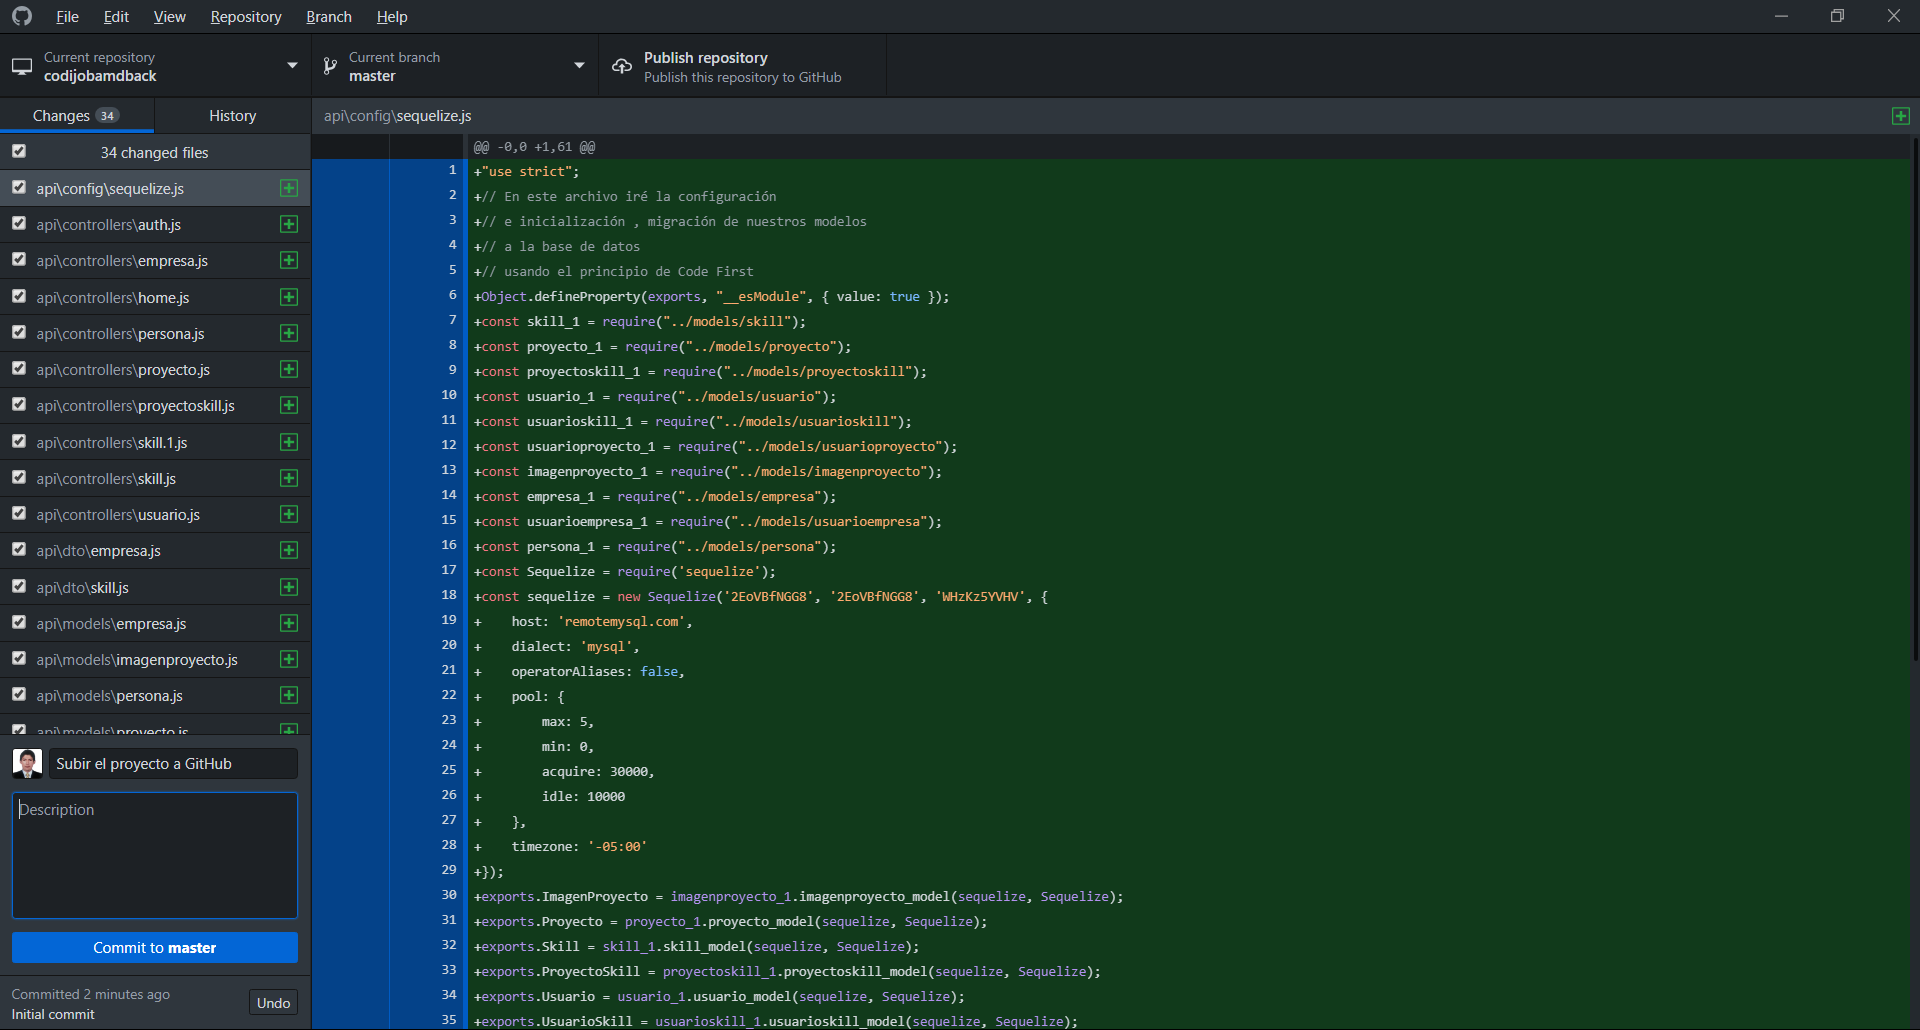 File Edit View Repository Branch Help
Current repository
codijobamdback
Current branch
master
Publish repository
Publish this repository to GitHub
Changes 34
History
34 changed files
api\config\sequelize.js
api\controllers\auth.js
api\controllers\empresa.js
api\controllers\home.js
api\controllers\persona.js
api\controllers\proyecto.js
api\controllers\proyectoskill.js
api\controllers\skill.1.js
api\controllers\skill.js
api\controllers\usuario.js
api\dto\empresa.js
api\dto\skill.js
api\models\empresa.js
api\models\imagenproyecto.js
api\models\persona.js
api\models\proyecto.js
Subir el proyecto a GitHub
Description
Commit to master
Committed 2 minutes ago
Initial commit
Undo
api\config\sequelize.js
@@ -0,0 +1,61 @@
1 +"use strict";
2 +// En este archivo iré la configuración
3 +// e inicialización , migración de nuestros modelos
4 +// a la base de datos
5 +// usando el principio de Code First
6 +Object.defineProperty(exports, "__esModule", { value: true });
7 +const skill_1 = require("../models/skill");
8 +const proyecto_1 = require("../models/proyecto");
9 +const proyectoskill_1 = require("../models/proyectoskill");
10 +const usuario_1 = require("../models/usuario");
11 +const usuarioskill_1 = require("../models/usuarioskill");
12 +const usuarioproyecto_1 = require("../models/usuarioproyecto");
13 +const imagenproyecto_1 = require("../models/imagenproyecto");
14 +const empresa_1 = require("../models/empresa");
15 +const usuarioempresa_1 = require("../models/usuarioempresa");
16 +const persona_1 = require("../models/persona");
17 +const Sequelize = require('sequelize');
18 +const sequelize = new Sequelize('2EoVBfNGG8', '2EoVBfNGG8', 'WHzKz5YVHV', {
19 + host: 'remotemysql.com',
20 + dialect: 'mysql',
21 + operatorAliases: false,
22 + pool: {
23 + max: 5,
24 + min: 0,
25 + acquire: 30000,
26 + idle: 10000
27 + },
28 + timezone: '-05:00'
29 +});
30 +exports.ImagenProyecto = imagenproyecto_1.imagenproyecto_model(sequelize, Sequelize);
31 +exports.Proyecto = proyecto_1.proyecto_model(sequelize, Sequelize);
32 +exports.Skill = skill_1.skill_model(sequelize, Sequelize);
33 +exports.ProyectoSkill = proyectoskill_1.proyectoskill_model(sequelize, Sequelize);
34 +exports.Usuario = usuario_1.usuario_model(sequelize, Sequelize);
35 +exports.UsuarioSkill = usuarioskill_1.usuarioskill_model(sequelize, Sequelize);